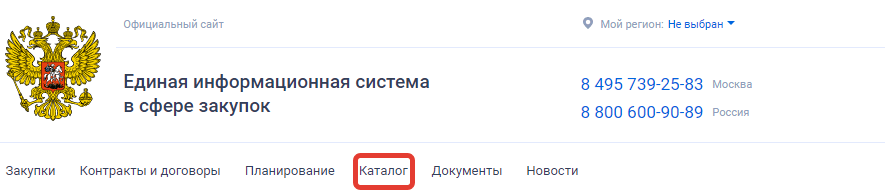 Официальный сайт
Мой регион: Не выбран
Единая информационная система
в сфере закупок
8 495 739-25-83 Москва
8 800 600-90-89 Россия
Закупки Контракты и договоры Планирование Каталог Документы Новости